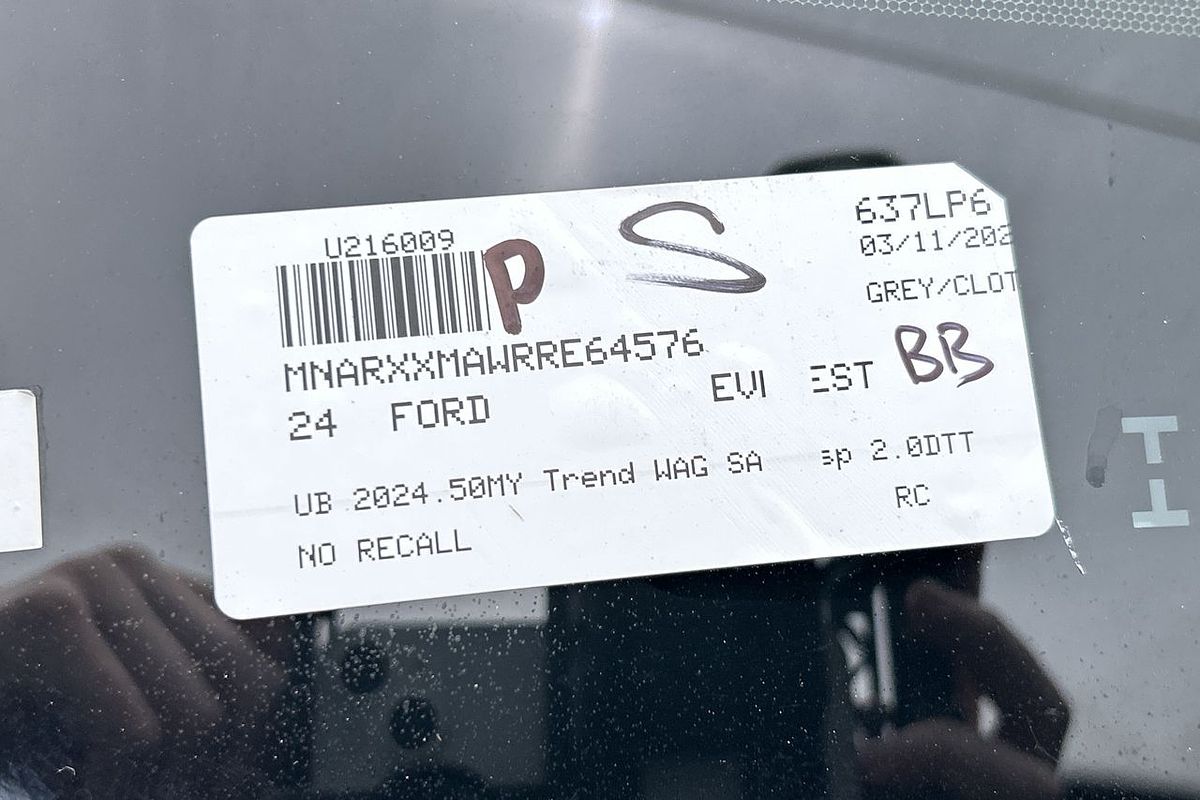 U216009
P
S
637LP6
03/11/202
GREY/CLOT
MNARXXMAWRRE64576
BB
24 FORD EVI EST
UB 2024.50MY Trend WAG SA sp 2.0DTT
RC
NO RECALL